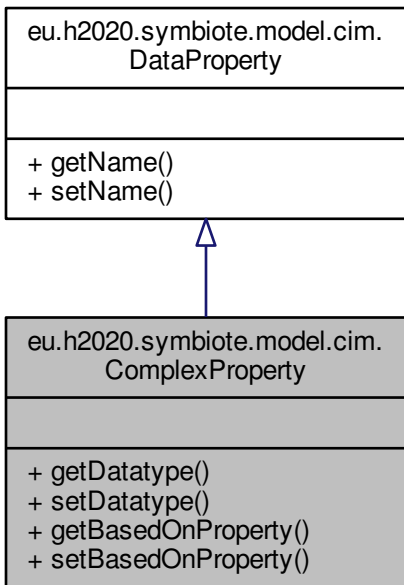 eu.h2020.symbiote.model.cim.
DataProperty
+ getName()
+ setName()
eu.h2020.symbiote.model.cim.
ComplexProperty
+ getDatatype()
+ setDatatype()
+ getBasedOnProperty()
+ setBasedOnProperty()